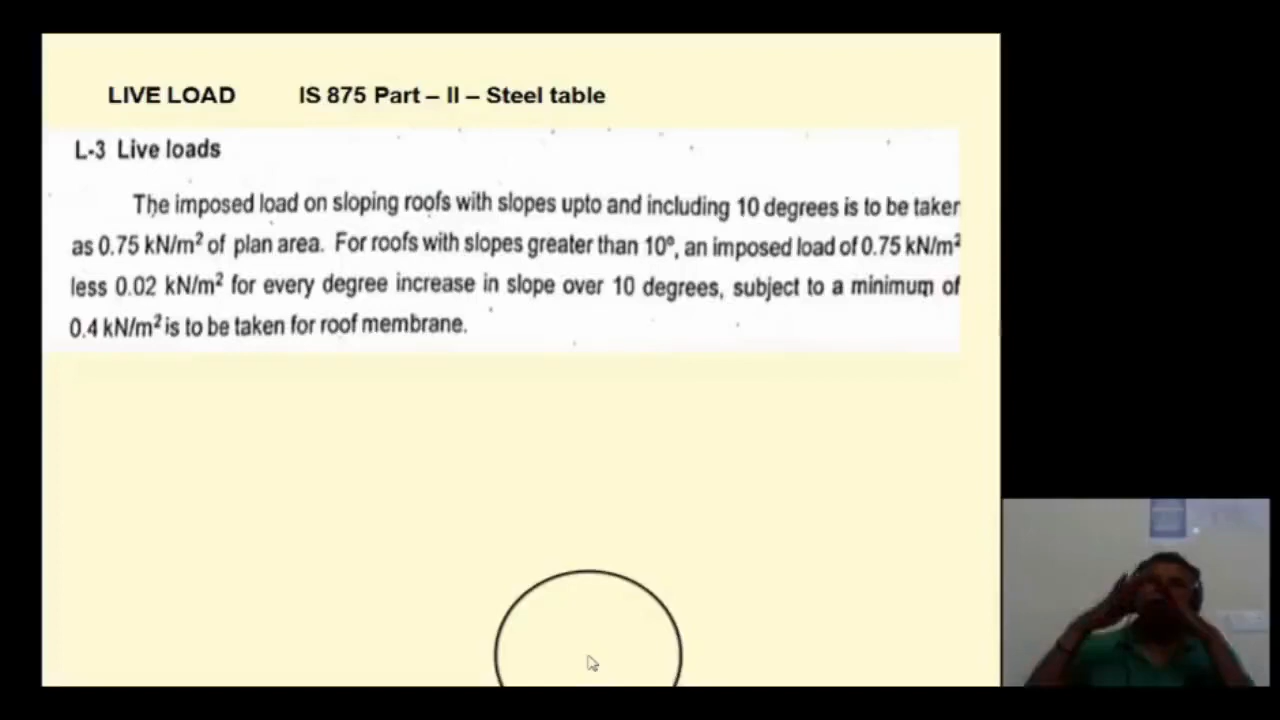 LIVE LOAD IS 875 Part – II – Steel table
L-3 Live loads
The imposed load on sloping roofs with slopes upto and including 10 degrees is to be taker
as 0.75 kN/m² of plan area. For roofs with slopes greater than 10º, an imposed load of 0.75 kN/m²
less 0.02 kN/m² for every degree increase in slope over 10 degrees, subject to a minimum of
0.4 kN/m² is to be taken for roof membrane.